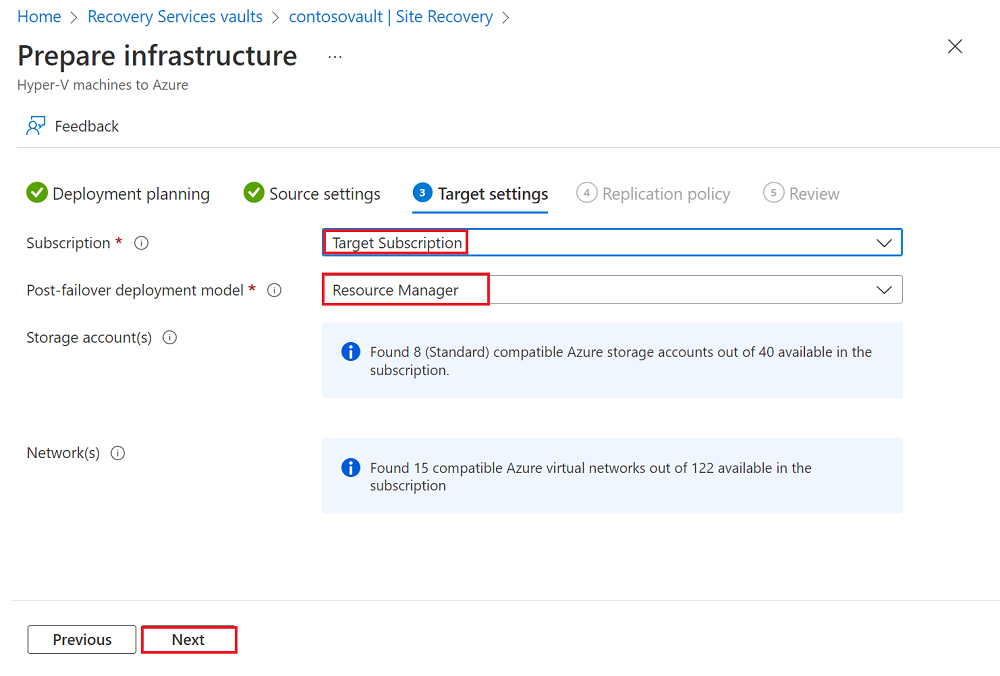 Home > Recovery Services vaults > contosovault | Site Recovery >
Prepare infrastructure ...
Hyper-V machines to Azure
Feedback
Deployment planning Source settings 3 Target settings 4 Replication policy 5 Review
Subscription * Target Subscription
Post-failover deployment model * Resource Manager
Storage account(s)
Found 8 (Standard) compatible Azure storage accounts out of 40 available in the
subscription.
Network(s)
Found 15 compatible Azure virtual networks out of 122 available in the
subscription
Previous Next